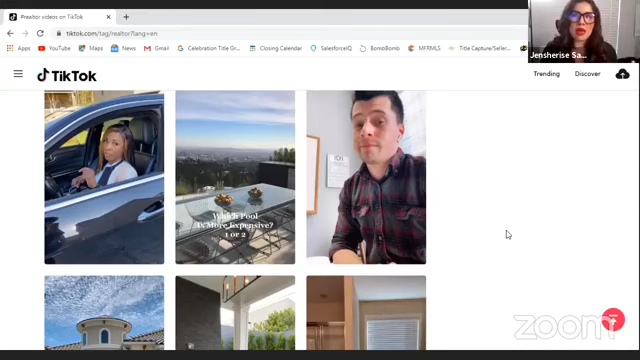 #realtor videos on TikTok
tiktok.com/tag/realtor?lang=en
Apps
YouTube
Maps
News
Gmail
Celebration Title Gr...
Closing Calendar
SalesforceIQ
BombBomb
MFRMLS
Title Capture/Seller...
Jensherise Sa...
TikTok
Trending
Discover
Which Pool
Is More Expensive?
1 or 2
zoom